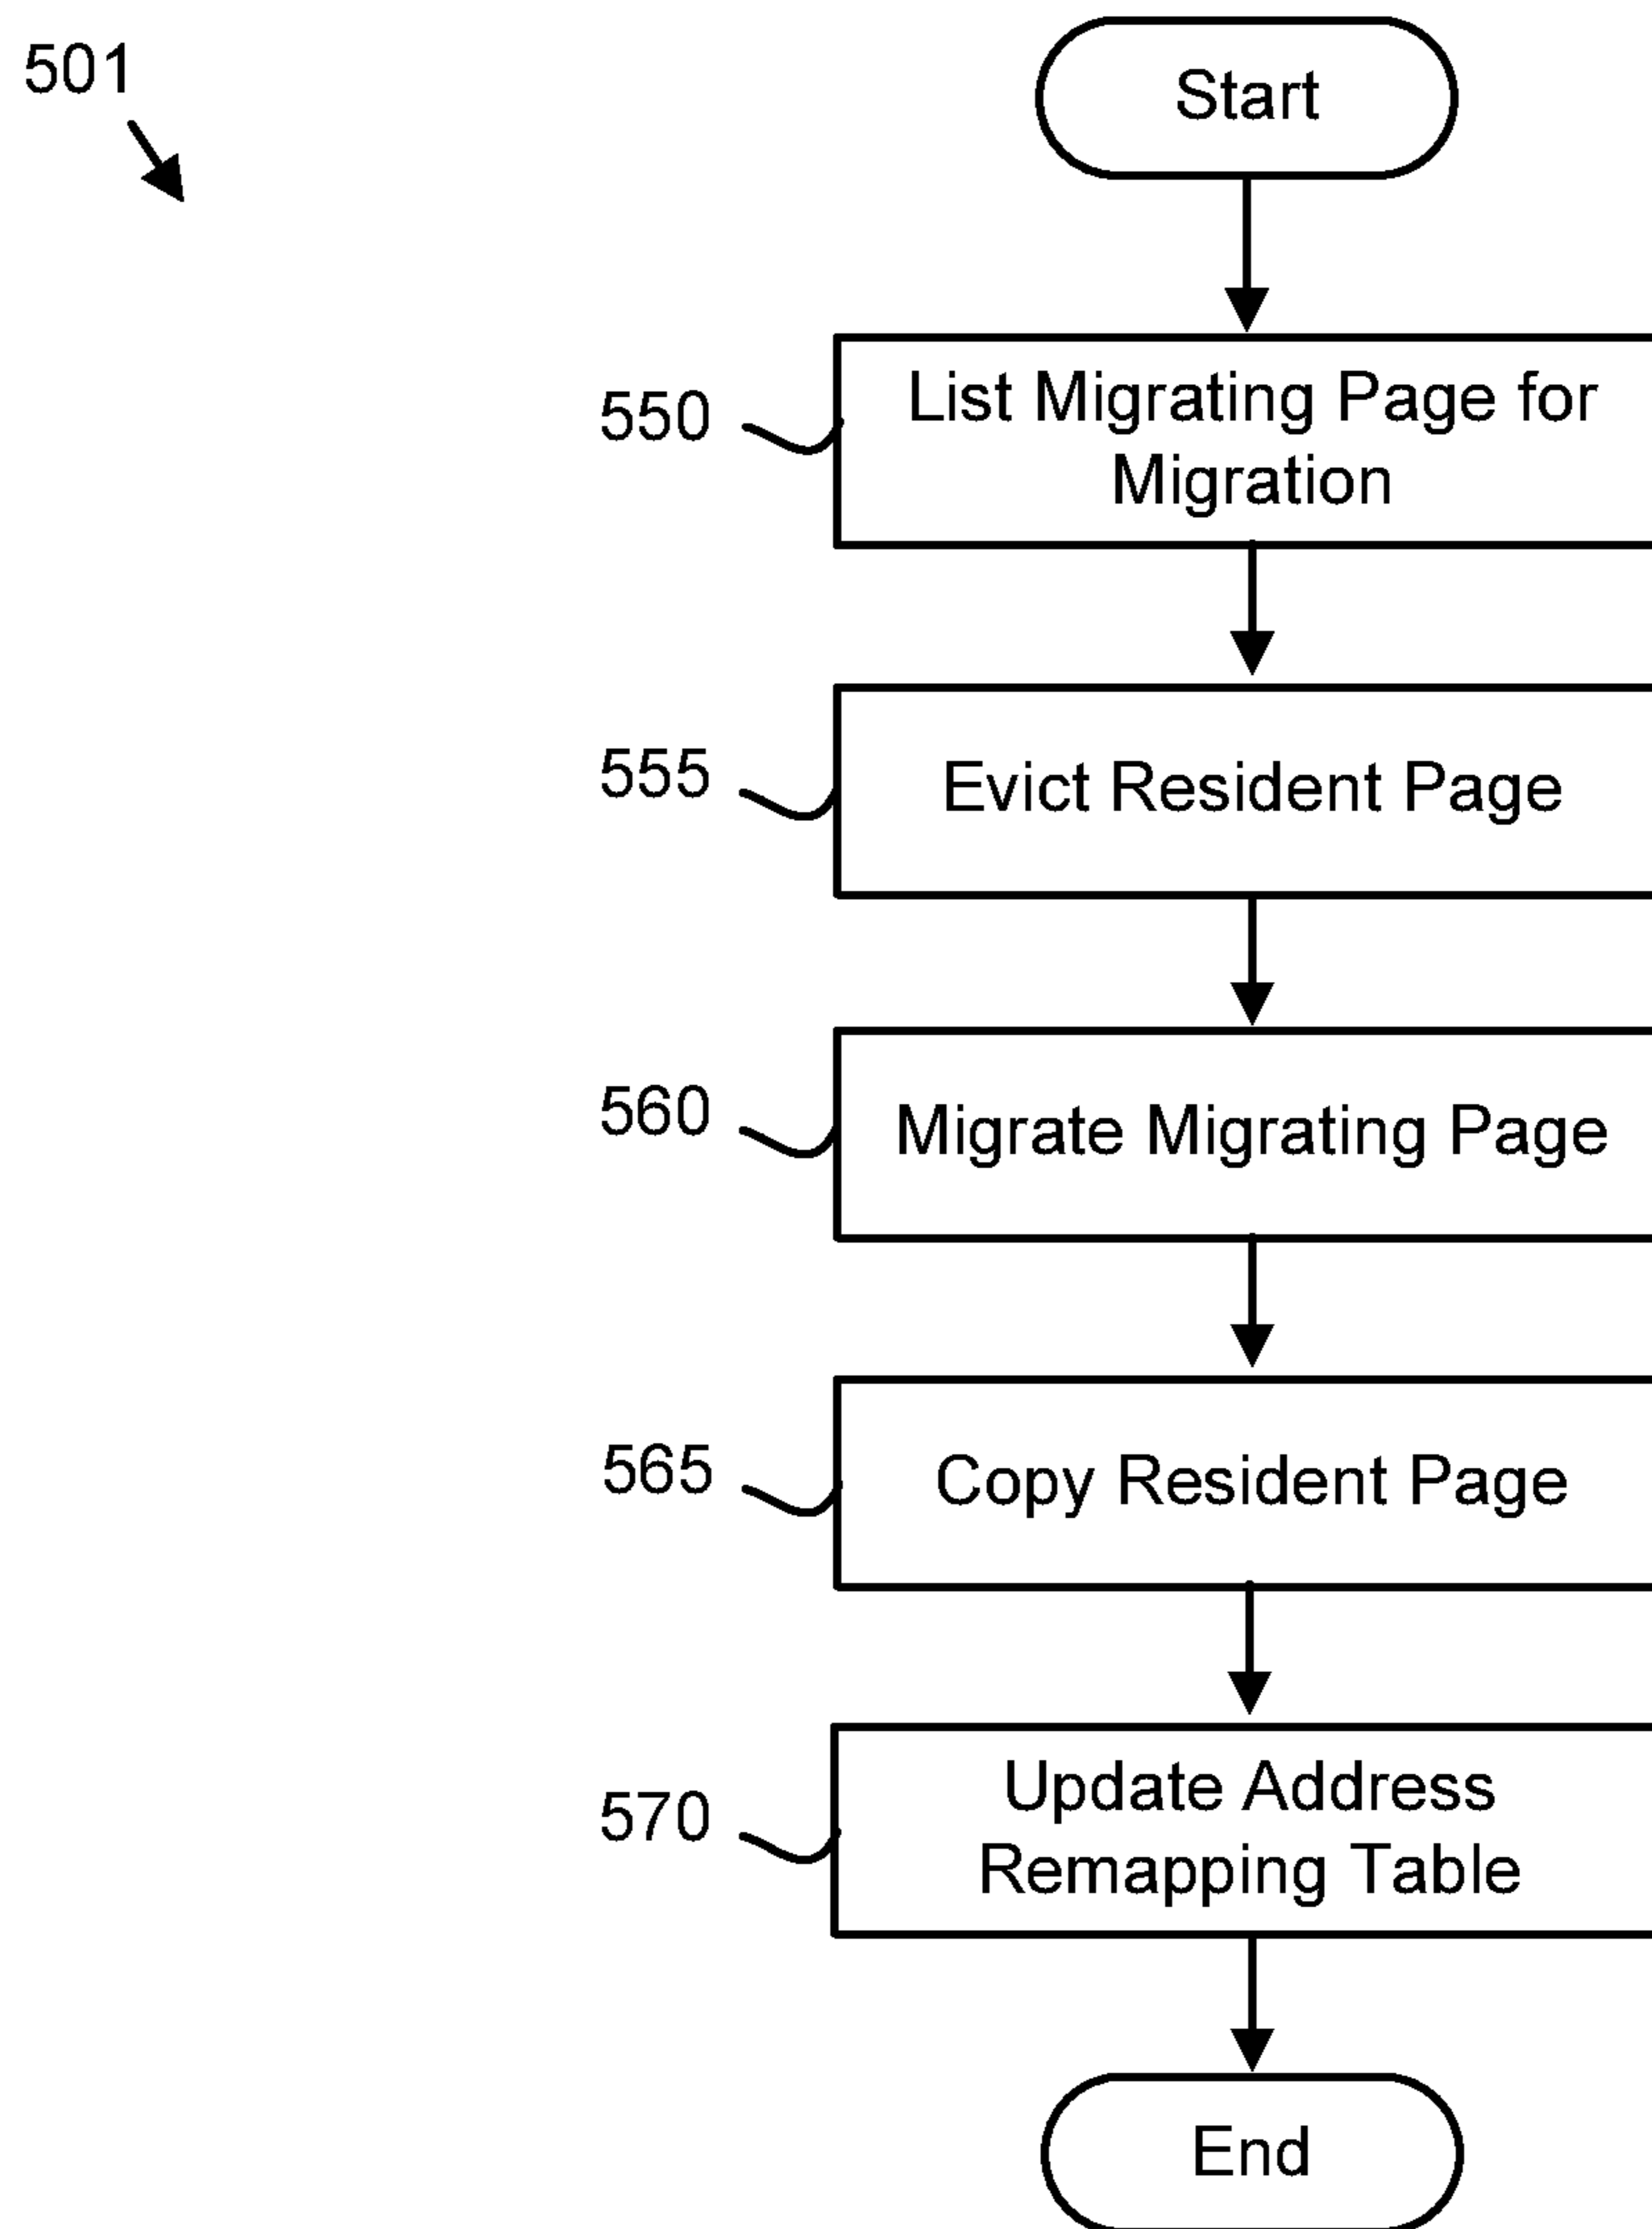 501
Start
550
List Migrating Page for
Migration
555
Evict Resident Page
560
Migrate Migrating Page
565
Copy Resident Page
570
Update Address
Remapping Table
End